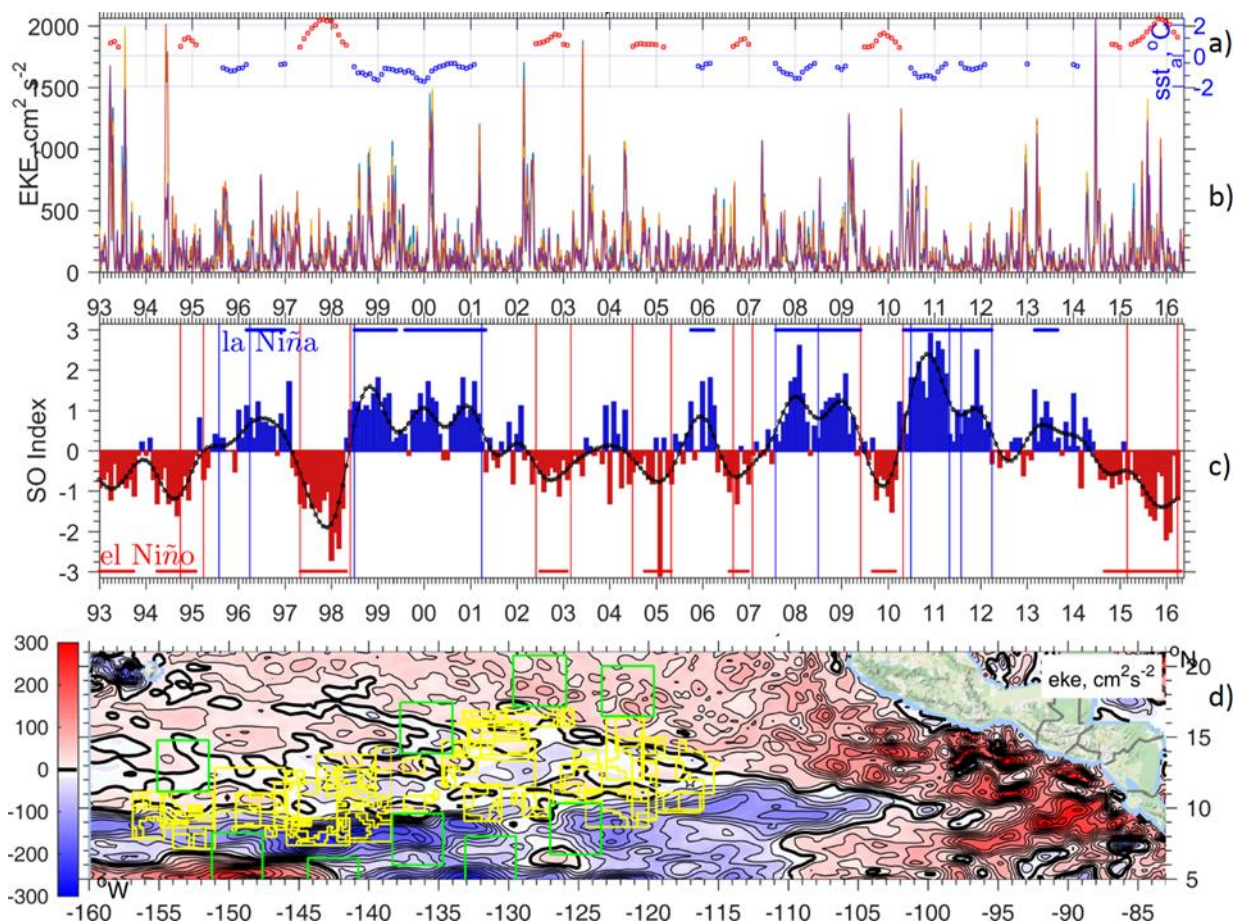 2000
1500
1000
500
0
EKE, cm² s⁻²
2
0
-2
sst a, °C
a)
b)
93 94 95 96 97 98 99 00 01 02 03 04 05 06 07 08 09 10 11 12 13 14 15 16
3
2
1
0
-1
-2
-3
SO Index
la Niña
el Niño
c)
93 94 95 96 97 98 99 00 01 02 03 04 05 06 07 08 09 10 11 12 13 14 15 16
300
200
100
0
-100
-200
-300
eke, cm²s⁻²
°N
20
15
10
5
d)
°W
-160 -155 -150 -145 -140 -135 -130 -125 -120 -115 -110 -105 -100 -95 -90 -85